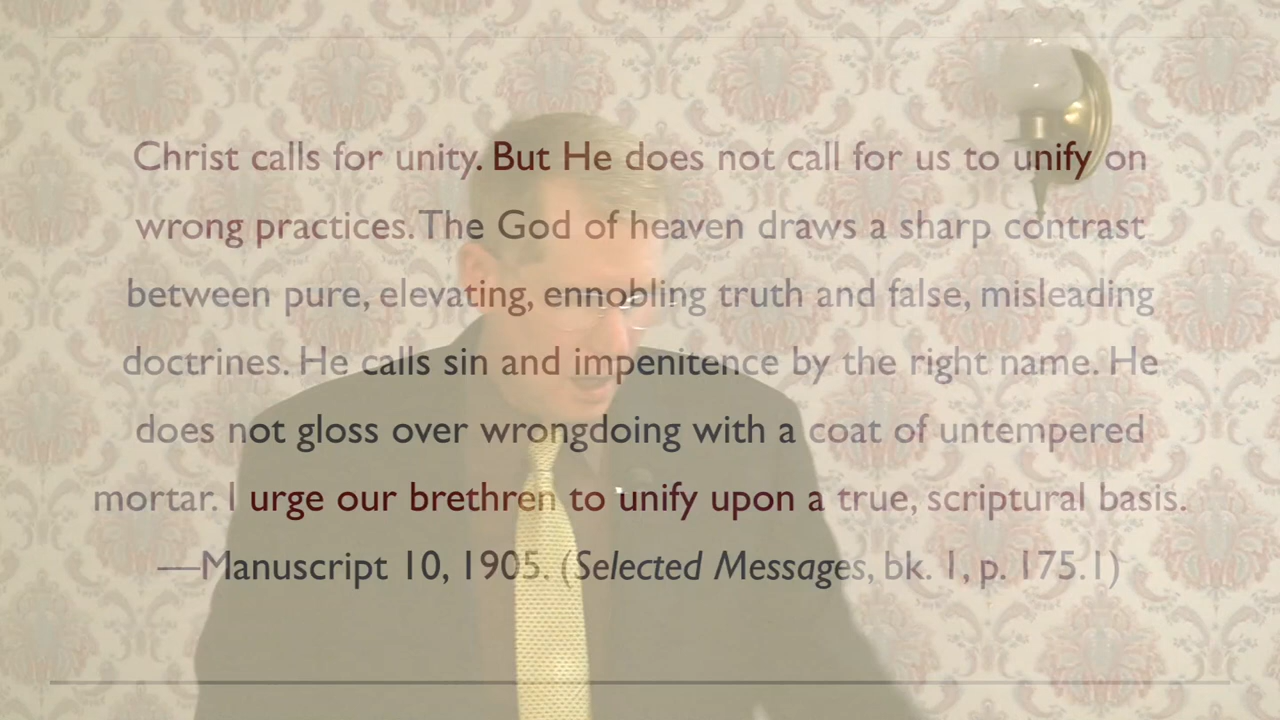 Christ calls for unity. But He does not call for us to unify on
wrong practices. The God of heaven draws a sharp contrast
between pure, elevating, ennobling truth and false, misleading
doctrines. He calls sin and impenitence by the right name. He
does not gloss over wrongdoing with a coat of untempered
mortar. I urge our brethren to unify upon a true, scriptural basis.
—Manuscript 10, 1905. (Selected Messages, bk. 1, p. 175.1)